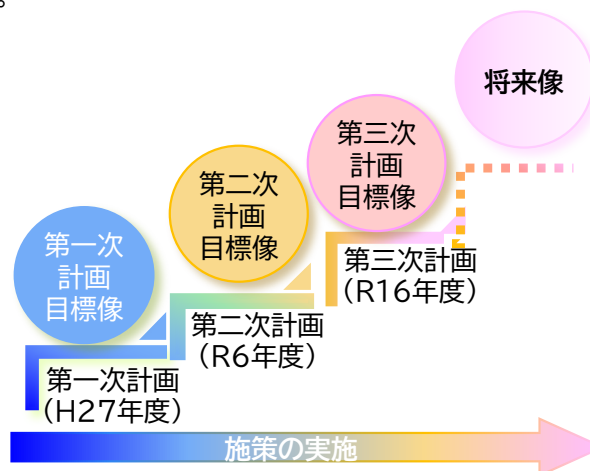 。
将来像
第三次
計画
目標像
第二次
計画
目標像
第一次
計画
目標像
第三次計画
（R16年度）
第二次計画
（R6年度）
第一次計画
（H27年度）
施策の実施